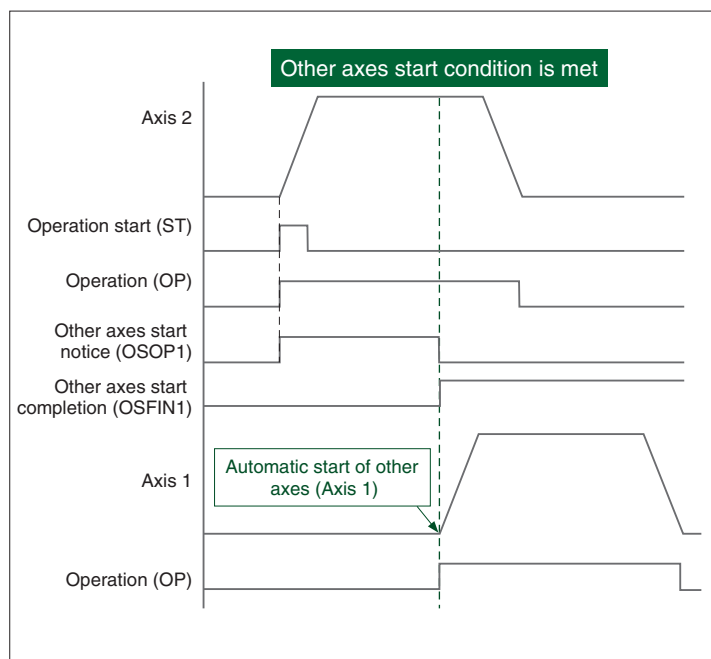 Other axes start condition is met
Axis 2
Operation start (ST)
Operation (OP)
Other axes start
notice (OSOP1)
Other axes start
completion (OSFIN1)
Automatic start of other
axes (Axis 1)
Axis 1
Operation (OP)